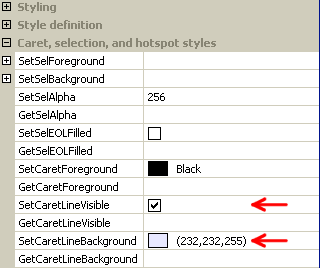 Styling
Style definition
Caret, selection, and hotspot styles
SetSelForeground
SetSelBackground
SetSelAlpha 256
GetSelAlpha
SetSelEOLFilled
GetSelEOLFilled
SetCaretForeground Black
GetCaretForeground
SetCaretLineVisible
GetCaretLineVisible
SetCaretLineBackground (232,232,255)
GetCaretLineBackground